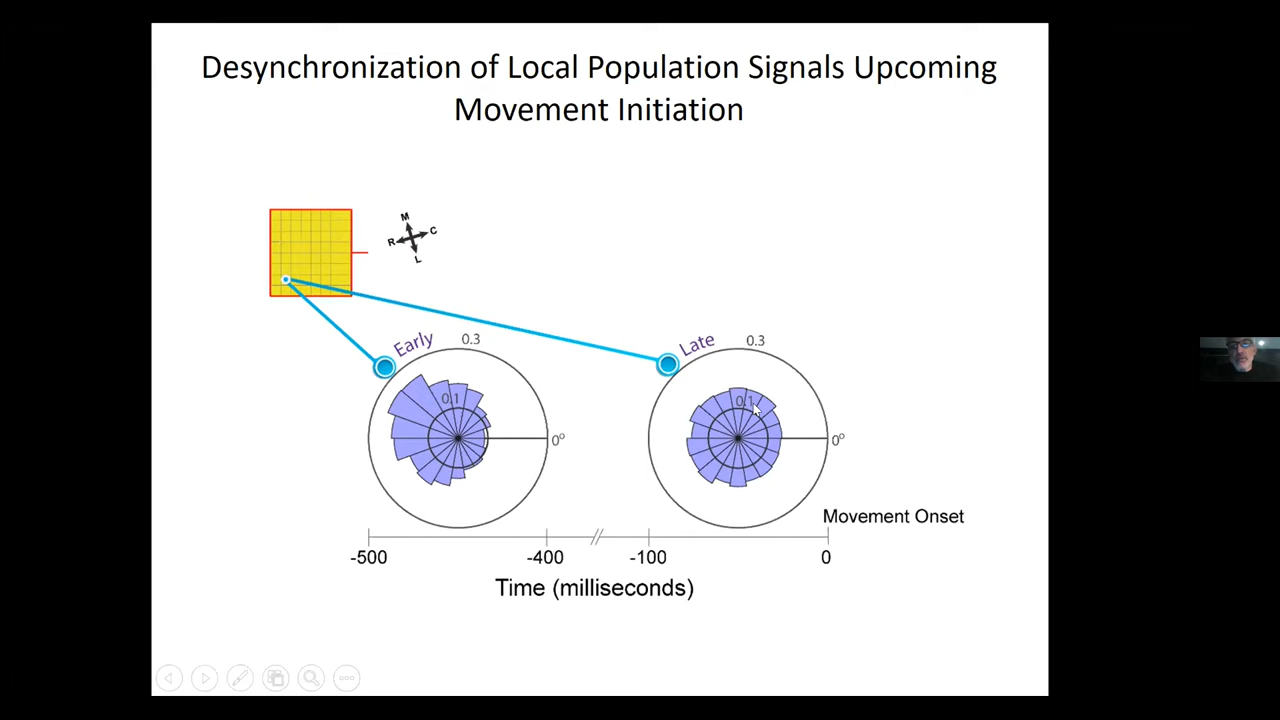 Desynchronization of Local Population Signals Upcoming
Movement Initiation
M
R C
L
Early 0.3 Late 0.3
0.1 0.1
0° 0°
Movement Onset
-500 -400 -100 0
Time (milliseconds)